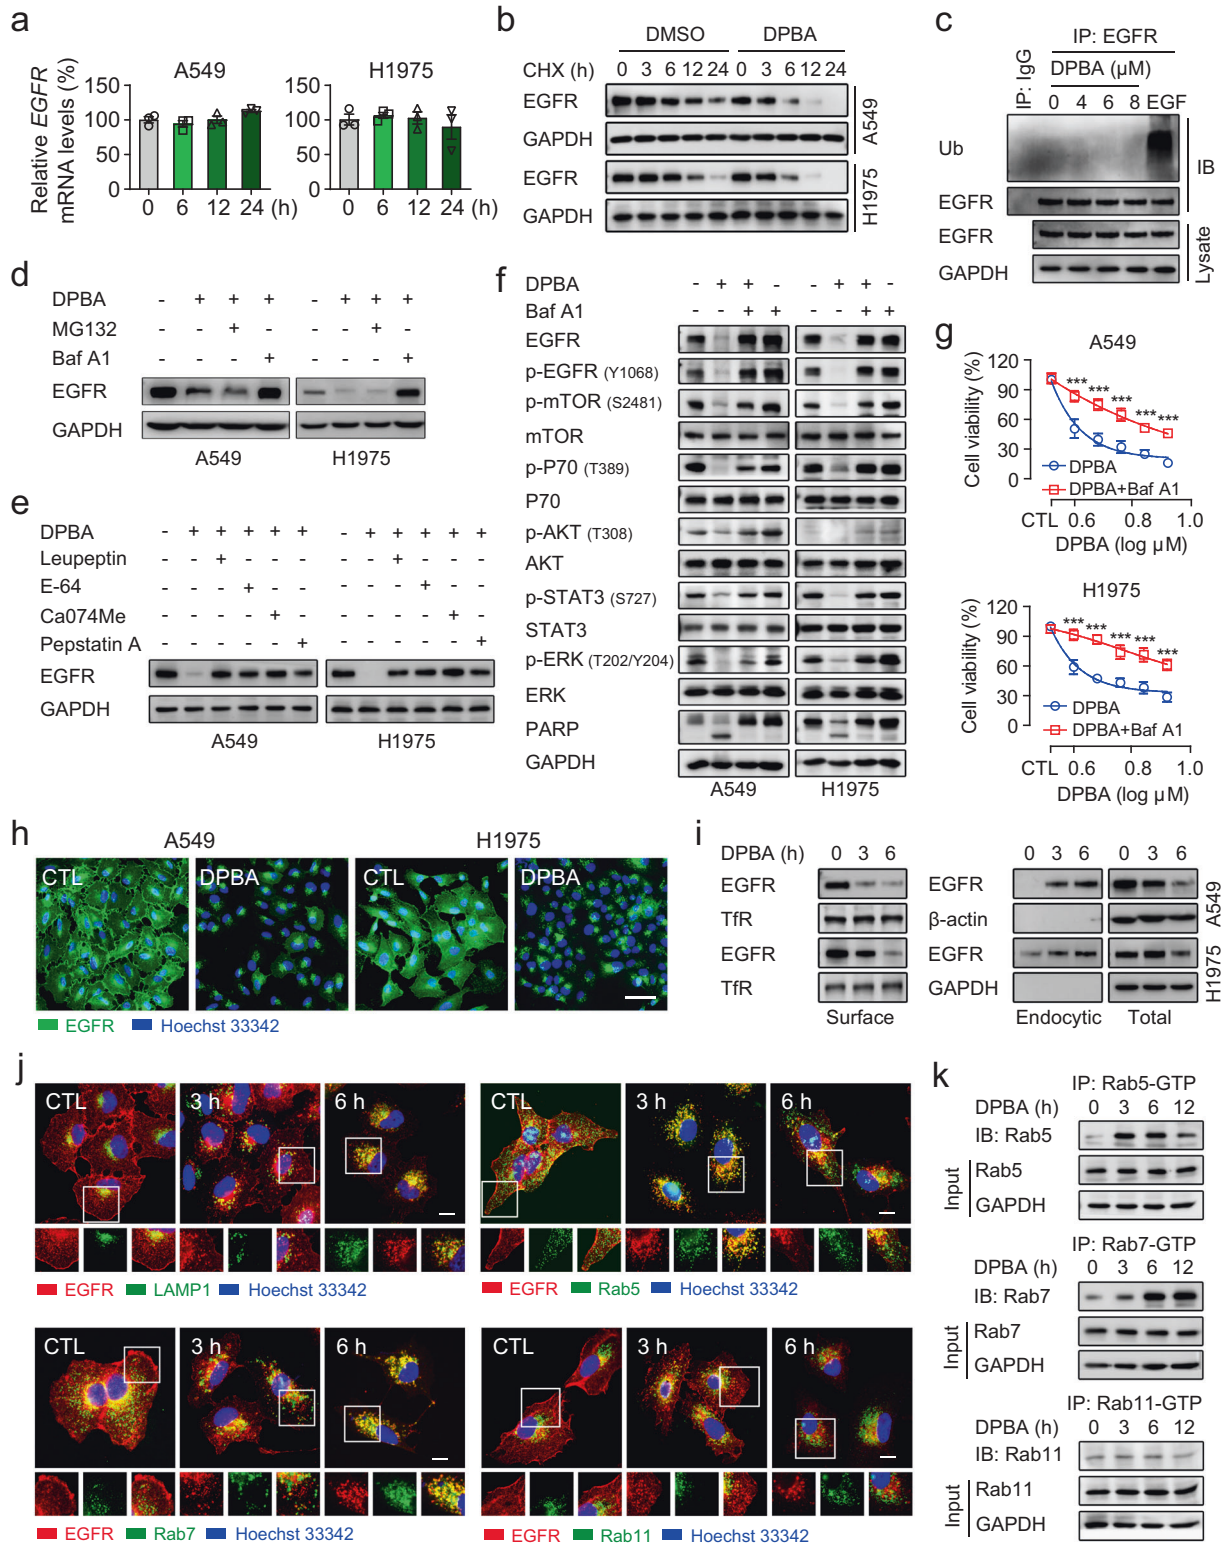 a
A549
H1975
Relative EGFR
mRNA levels (%)
150
100
50
0
0 6 12 24 (h)
150
100
50
0
0 6 12 24 (h)
b
DMSO DPBA
CHX (h) 0 3 6 12 24 0 3 6 12 24
EGFR
GAPDH
A549
EGFR
GAPDH
H1975
c
IP: IgG
IP: EGFR
DPBA (µM)
0 4 6 8 EGF
Ub
EGFR
IB
EGFR
GAPDH
Lysate
d
DPBA - + + + - + + +
MG132 - - + - - - + -
Baf A1 - - - + - - - +
EGFR
GAPDH
A549 H1975
e
DPBA - + + + + + - + + + + +
Leupeptin - - + - - - - - + - - -
E-64 - - - + - - - - - + - -
Ca074Me - - - - + - - - - - + -
Pepstatin A - - - - - + - - - - - +
EGFR
GAPDH
A549 H1975
f
DPBA - + + - - + + -
Baf A1 - - + + - - + +
EGFR
p-EGFR (Y1068)
p-mTOR (S2481)
mTOR
p-P70 (T389)
P70
p-AKT (T308)
AKT
p-STAT3 (S727)
STAT3
p-ERK (T202/Y204)
ERK
PARP
GAPDH
A549 H1975
g
A549
Cell viability (%)
120
90
60
30
0
*** *** *** *** ***
DPBA
DPBA+Baf A1
CTL 0.6 0.8 1.0
DPBA (log µM)
H1975
Cell viability (%)
120
90
60
30
0
*** *** *** *** ***
DPBA
DPBA+Baf A1
CTL 0.6 0.8 1.0
DPBA (log µM)
h
A549 H1975
CTL DPBA CTL DPBA
EGFR Hoechst 33342
i
DPBA (h) 0 3 6 0 3 6 0 3 6
EGFR EGFR
TfR β-actin
A549
EGFR EGFR
TfR GAPDH
H1975
Surface Endocytic Total
j
CTL 3 h 6 h
EGFR LAMP1 Hoechst 33342
CTL 3 h 6 h
EGFR Rab5 Hoechst 33342
CTL 3 h 6 h
EGFR Rab7 Hoechst 33342
CTL 3 h 6 h
EGFR Rab11 Hoechst 33342
k
IP: Rab5-GTP
DPBA (h) 0 3 6 12
IB: Rab5
Input
Rab5
GAPDH
IP: Rab7-GTP
DPBA (h) 0 3 6 12
IB: Rab7
Input
Rab7
GAPDH
IP: Rab11-GTP
DPBA (h) 0 3 6 12
IB: Rab11
Input
Rab11
GAPDH